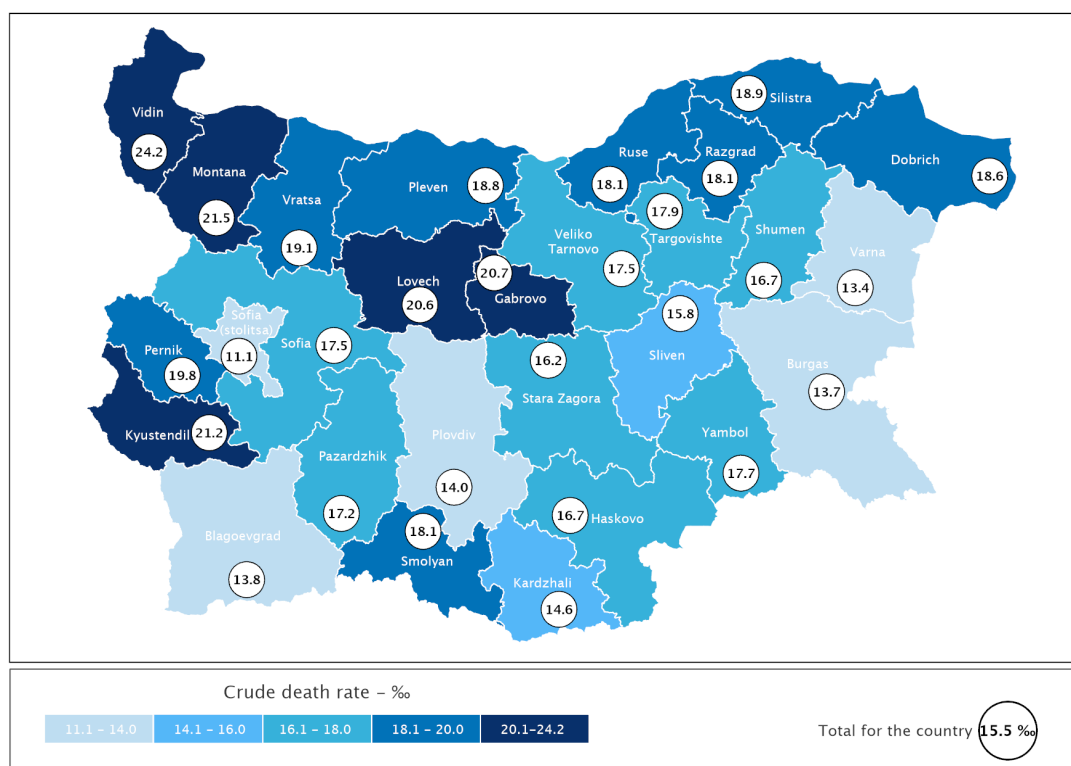 Vidin
24.2
Montana
21.5
Vratsa
19.1
Pleven
18.8
Lovech
20.6
20.7
Gabrovo
Veliko
Tarnovo
17.5
Ruse
18.1
Razgrad
18.1
18.9
Silistra
Dobrich
18.6
17.9
Targovishte
Shumen
16.7
Varna
13.4
Sofia
(stolitsa)
11.1
Sofia
17.5
Pernik
19.8
Kyustendil
21.2
Blagoevgrad
13.8
Pazardzhik
17.2
Plovdiv
14.0
18.1
Smolyan
16.2
Stara Zagora
15.8
Sliven
Burgas
13.7
Yambol
17.7
16.7
Haskovo
Kardzhali
14.6
Crude death rate – ‰
11.1 – 14.0
14.1 – 16.0
16.1 – 18.0
18.1 – 20.0
20.1–24.2
Total for the country
15.5 ‰